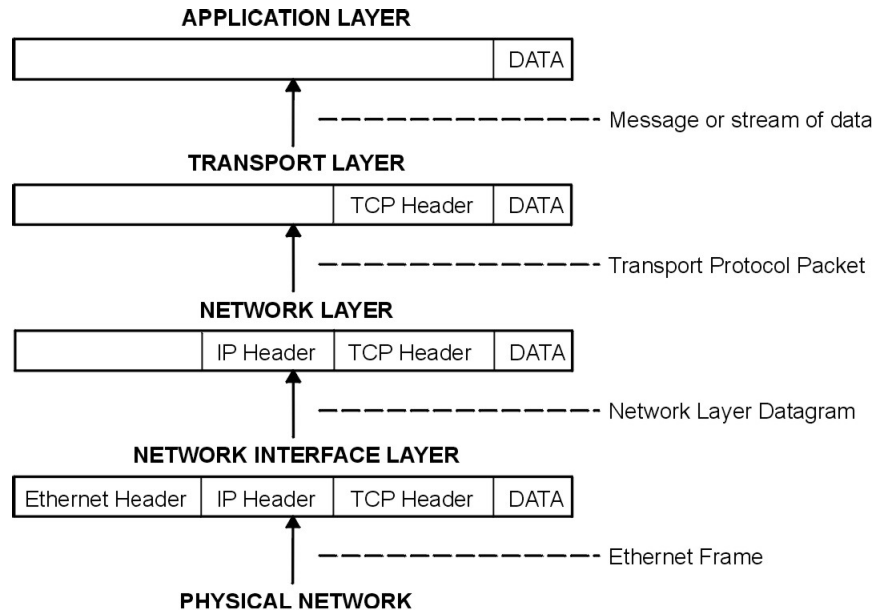 APPLICATION LAYER
DATA
Message or stream of data
TRANSPORT LAYER
TCP Header DATA
Transport Protocol Packet
NETWORK LAYER
IP Header TCP Header DATA
Network Layer Datagram
NETWORK INTERFACE LAYER
Ethernet Header IP Header TCP Header DATA
Ethernet Frame
PHYSICAL NETWORK